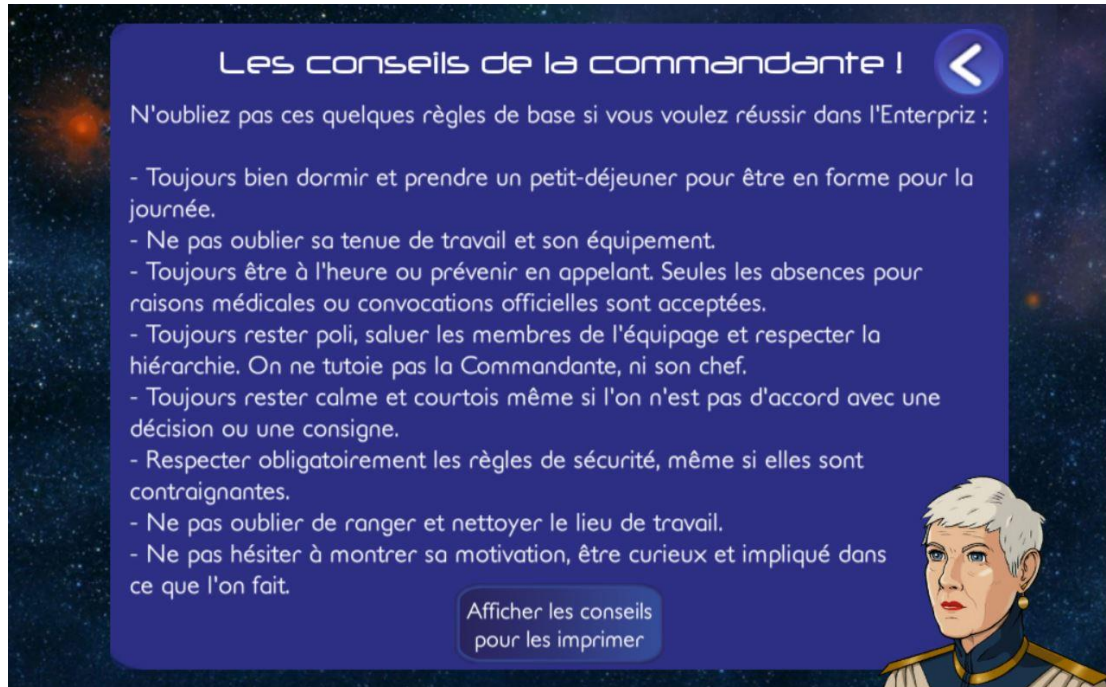 Les conseils de la commandante !
N'oubliez pas ces quelques règles de base si vous voulez réussir dans l'Enterpriz :
- Toujours bien dormir et prendre un petit-déjeuner pour être en forme pour la
journée.
- Ne pas oublier sa tenue de travail et son équipement.
- Toujours être à l'heure ou prévenir en appelant. Seules les absences pour
raisons médicales ou convocations officielles sont acceptées.
- Toujours rester poli, saluer les membres de l'équipage et respecter la
hiérarchie. On ne tutoie pas la Commandante, ni son chef.
- Toujours rester calme et courtois même si l'on n'est pas d'accord avec une
décision ou une consigne.
- Respecter obligatoirement les règles de sécurité, même si elles sont
contraignantes.
- Ne pas oublier de ranger et nettoyer le lieu de travail.
- Ne pas hésiter à montrer sa motivation, être curieux et impliqué dans
ce que l'on fait.
Afficher les conseils
pour les imprimer